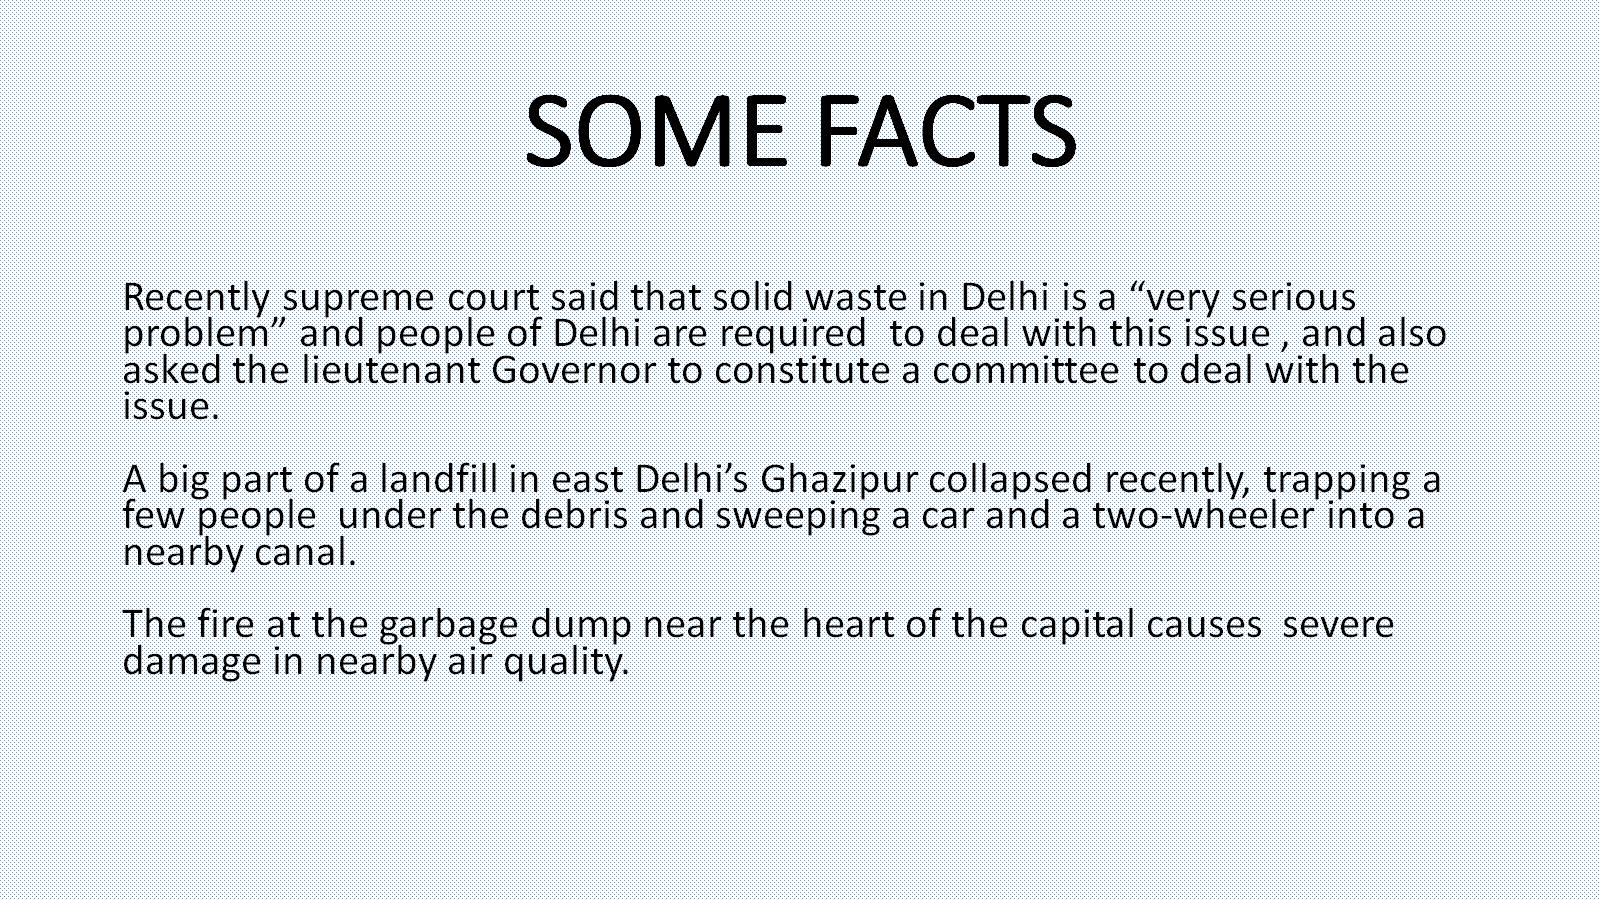 SOME FACTS
Recently supreme court said that solid waste in Delhi is a “very serious
problem” and people of Delhi are required  to deal with this issue , and also
asked the lieutenant Governor to constitute a committee to deal with the
issue.
A big part of a landfill in east Delhi’s Ghazipur collapsed recently, trapping a
few people  under the debris and sweeping a car and a two-wheeler into a
nearby canal.
The fire at the garbage dump near the heart of the capital causes  severe
damage in nearby air quality.